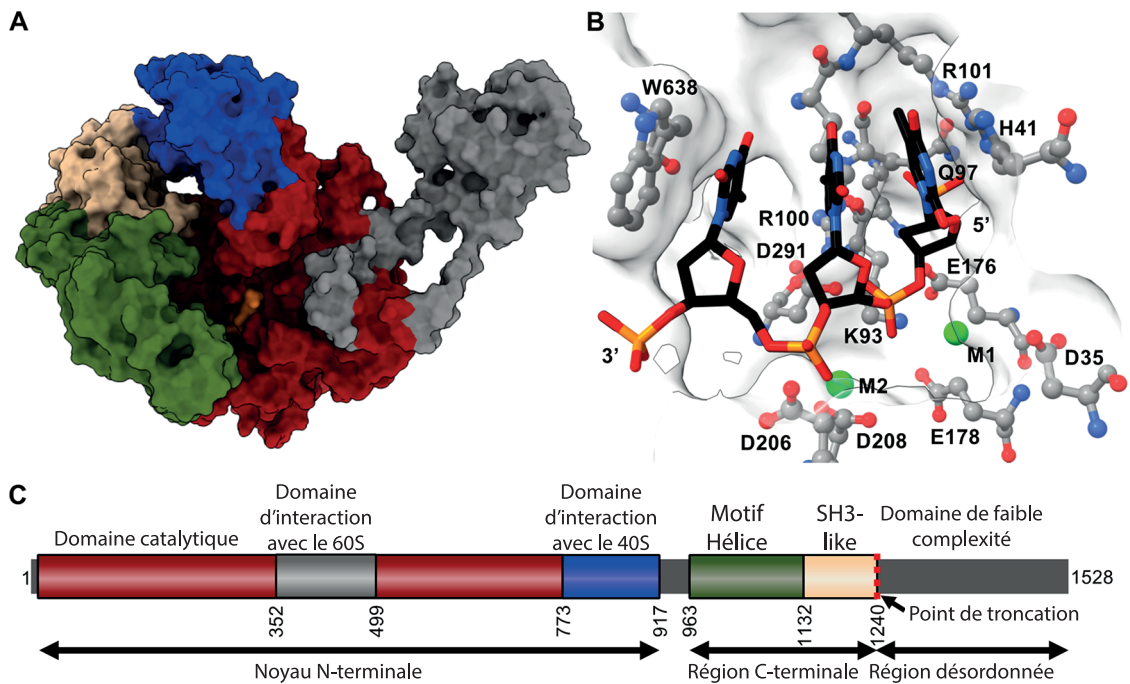 A
B
W638
R101
H41
Q97
R100
5’
D291
E176
K93
3’
M1
D35
M2
D206
D208
E178
C
Domaine
d’interaction
avec le 60S
Domaine
d’interaction
avec le 40S
Motif
Hélice
SH3-
like
Domaine de faible
complexité
Domaine catalytique
1
1528
352
499
773
917
963
1132
1240
Point de troncation
Noyau N-terminale
Région C-terminale
Région désordonnée